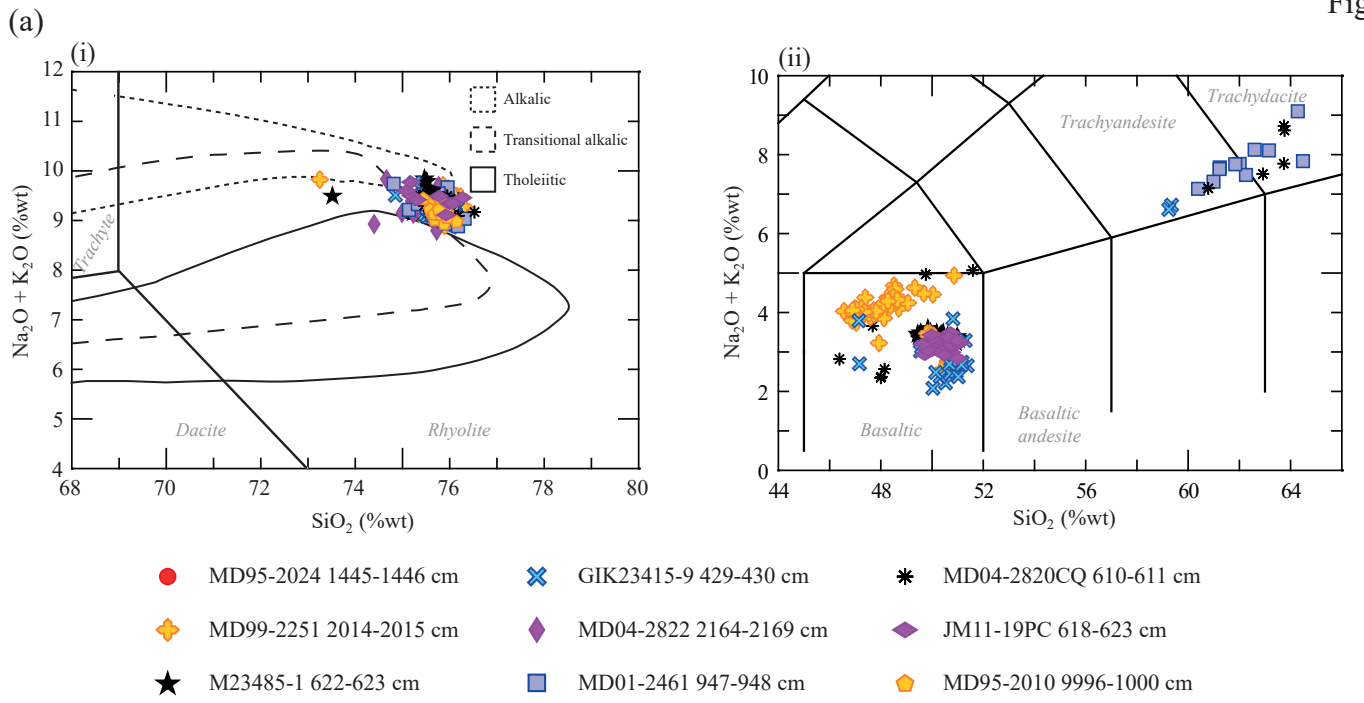 Fig
(a)
(i)
12
11
10
9
8
7
6
5
4
68
70
72
74
76
78
80
Na₂O + K₂O (%wt)
SiO₂ (%wt)
Alkalic
Transitional alkalic
Tholeiitic
Trachyte
Dacite
Rhyolite
(ii)
10
8
6
4
2
0
44
48
52
56
60
64
Na₂O + K₂O (%wt)
SiO₂ (%wt)
Trachydacite
Trachyandesite
Basaltic
Basaltic
andesite
MD95-2024 1445-1446 cm
GIK23415-9 429-430 cm
MD04-2820CQ 610-611 cm
MD99-2251 2014-2015 cm
MD04-2822 2164-2169 cm
JM11-19PC 618-623 cm
M23485-1 622-623 cm
MD01-2461 947-948 cm
MD95-2010 9996-1000 cm